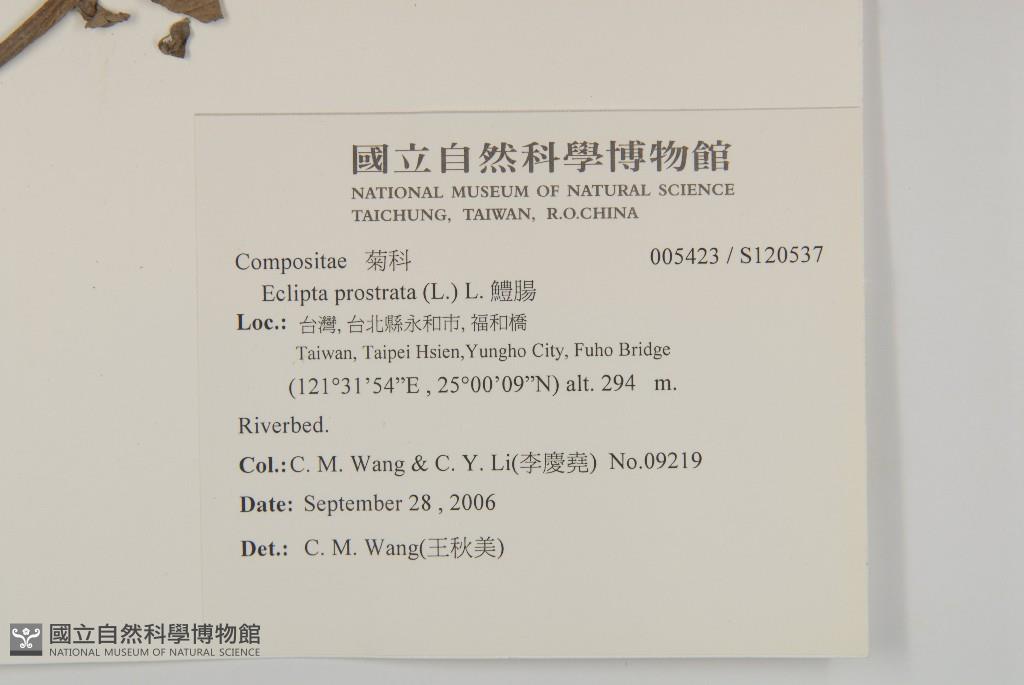 國立自然科學博物館
NATIONAL MUSEUM OF NATURAL SCIENCE
TAICHUNG, TAIWAN, R.O.CHINA
Compositae 菊科 005423 / S120537
Eclipta prostrata (L.) L. 鱧腸
Loc.: 台灣, 台北縣永和市, 福和橋
Taiwan, Taipei Hsien,Yungho City, Fuho Bridge
(121°31’54”E , 25°00’09”N) alt. 294 m.
Riverbed.
Col.: C. M. Wang & C. Y. Li(李慶堯) No.09219
Date: September 28 , 2006
Det.: C. M. Wang(王秋美)
國立自然科學博物館
NATIONAL MUSEUM OF NATURAL SCIENCE